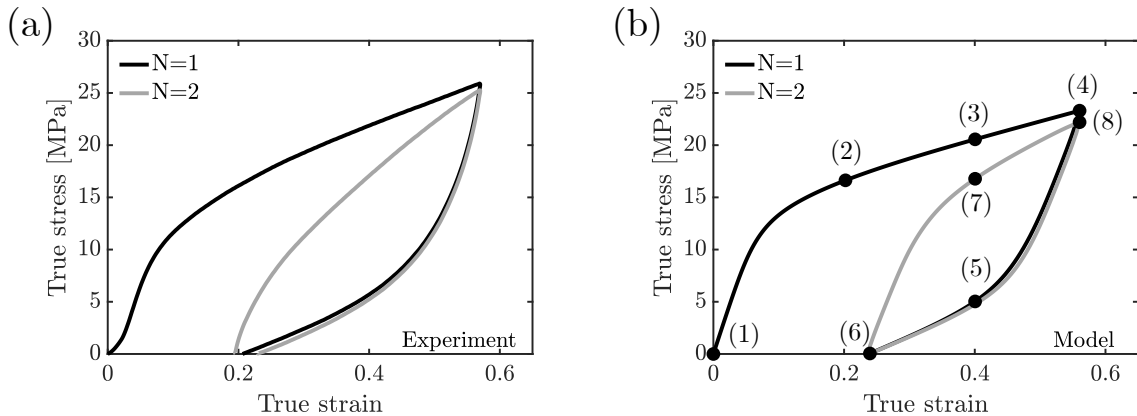 (a)
True stress [MPa]
30
25
20
15
10
5
0
N=1
N=2
Experiment
0
0.2
0.4
0.6
True strain
(b)
True stress [MPa]
30
25
20
15
10
5
0
N=1
N=2
(1)
(2)
(3)
(4)
(5)
(6)
(7)
(8)
Model
0
0.2
0.4
0.6
True strain